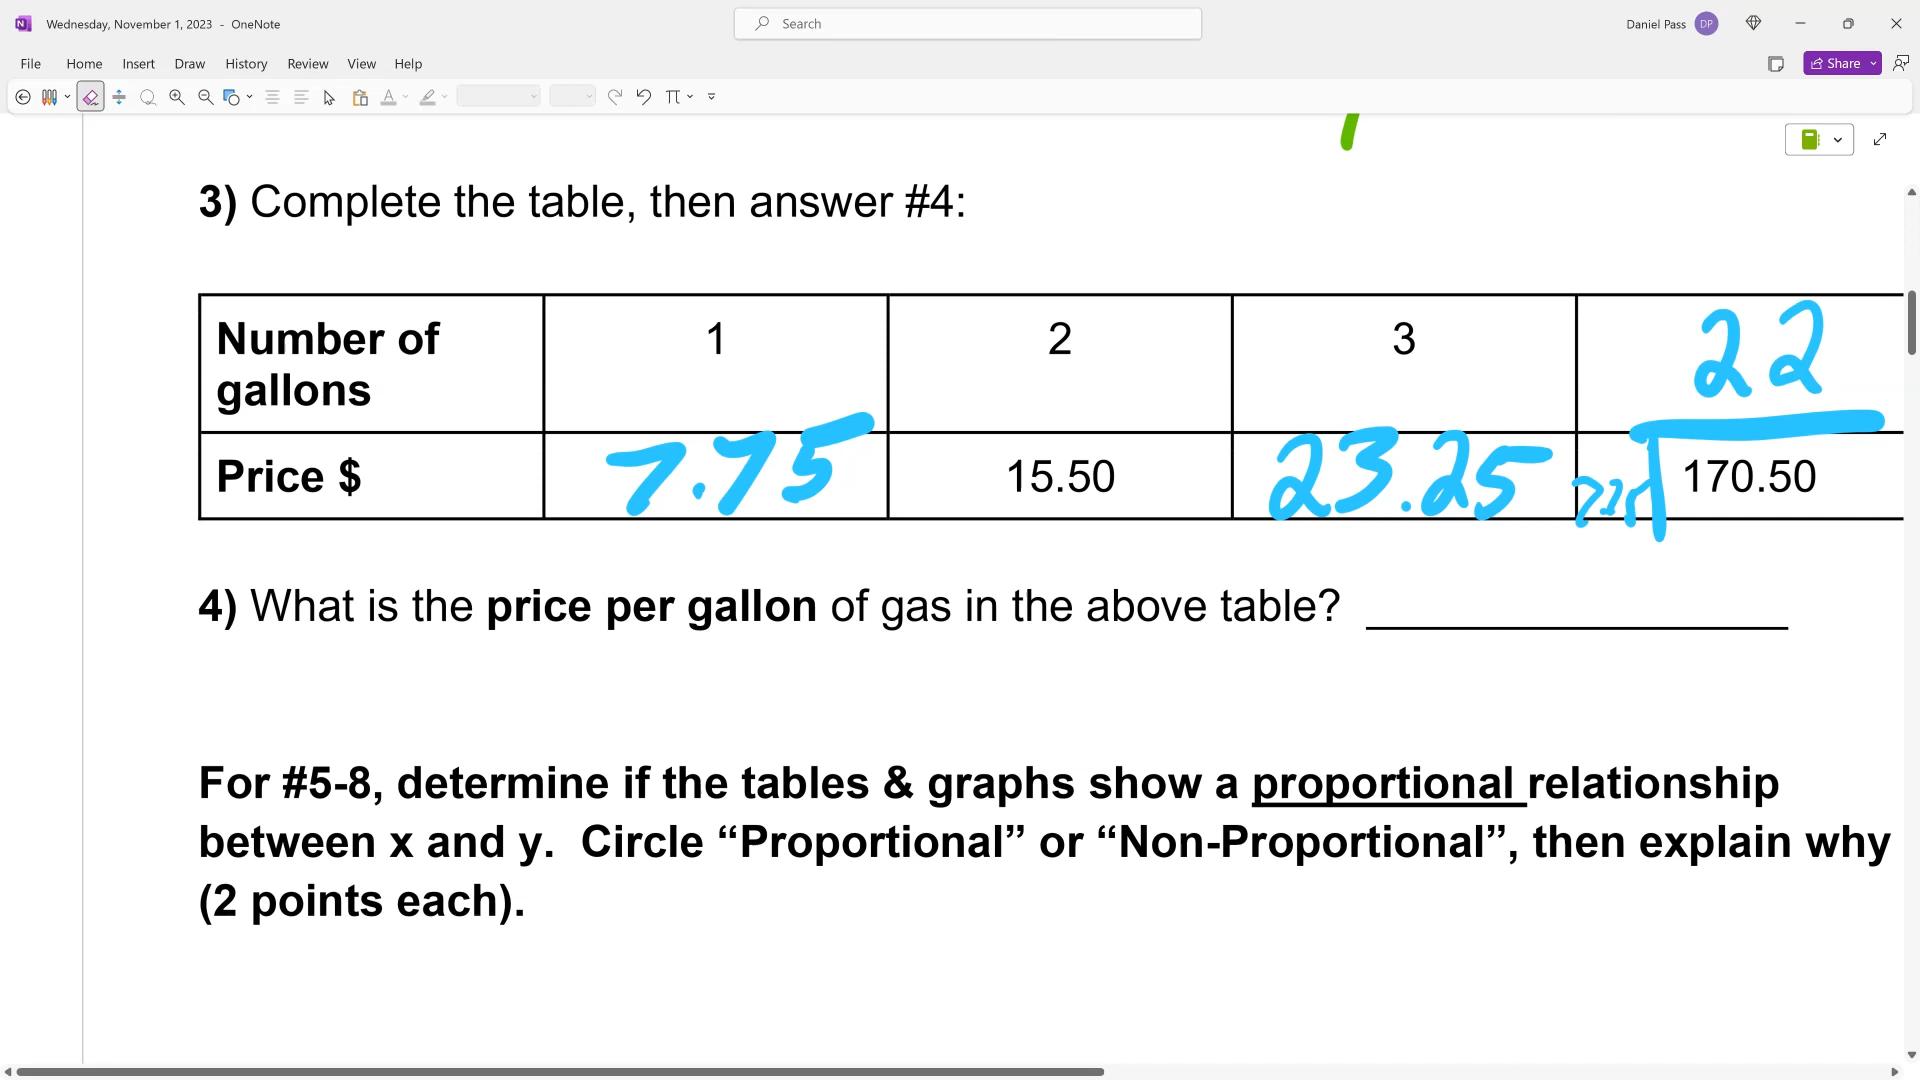 Wednesday, November 1, 2023 - OneNote
Search
Daniel Pass DP
File Home Insert Draw History Review View Help
Share
3) Complete the table, then answer #4:
Number of gallons 1 2 3 22
Price $ 7.75 15.50 23.25 7.75 170.50
4) What is the price per gallon of gas in the above table? ________________
For #5-8, determine if the tables & graphs show a proportional relationship
between x and y. Circle “Proportional” or “Non-Proportional”, then explain why
(2 points each).